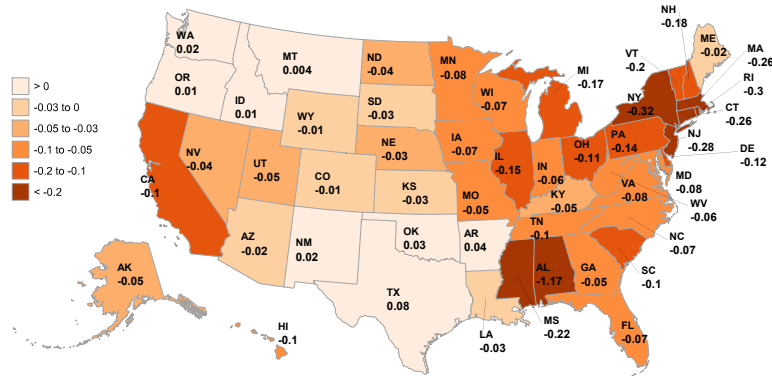 NH
-0.18
WA
0.02
ME
-0.02
MA
-0.26
MT
0.004
ND
-0.04
MN
-0.08
VT
-0.2
MI
-0.17
RI
-0.3
OR
0.01
> 0
-0.03 to 0
-0.05 to -0.03
-0.1 to -0.05
-0.2 to -0.1
< -0.2
ID
0.01
SD
-0.03
WI
-0.07
NY
-0.32
CT
-0.26
WY
-0.01
NJ
-0.28
PA
-0.14
IA
-0.07
NE
-0.03
OH
-0.11
DE
-0.12
NV
-0.04
UT
-0.05
IL
-0.15
IN
-0.06
MD
-0.08
CA
-0.1
CO
-0.01
KS
-0.03
MO
-0.05
KY
-0.05
VA
-0.08
WV
-0.06
TN
-0.1
NC
-0.07
AZ
-0.02
NM
0.02
OK
0.03
AR
0.04
AK
-0.05
AL
-1.17
GA
-0.05
SC
-0.1
TX
0.08
MS
-0.22
HI
-0.1
LA
-0.03
FL
-0.07